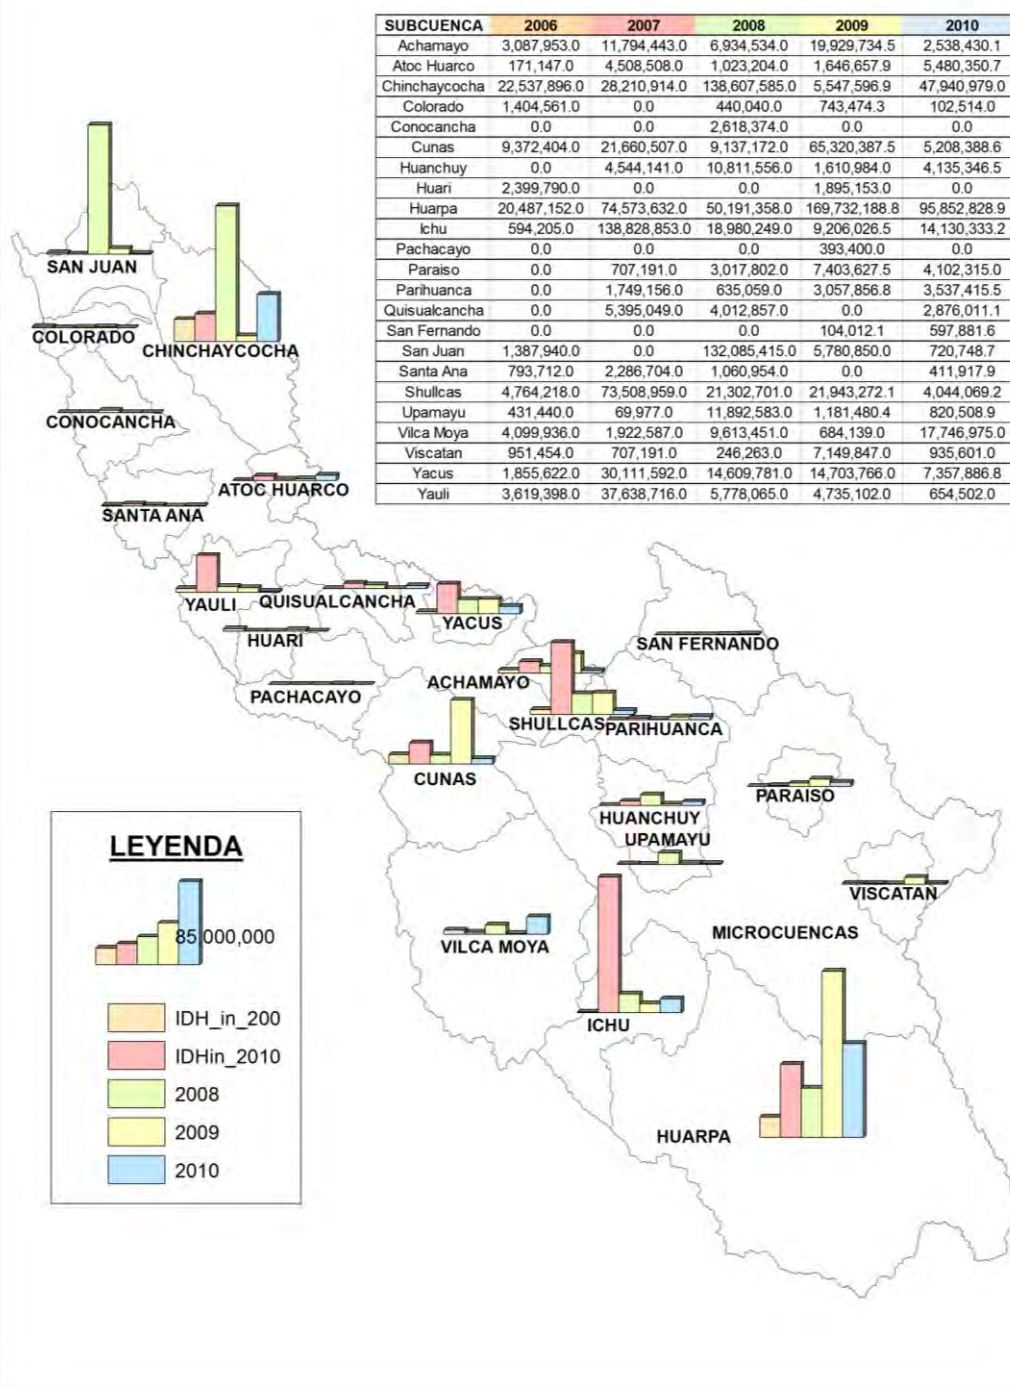 SUBCUENCA 2006 2007 2008 2009 2010
Achamayo 3,087,953.0 11,794,443.0 6,934,534.0 19,929,734.5 2,538,430.1
Atoc Huarco 171,147.0 4,508,508.0 1,023,204.0 1,646,657.9 5,480,350.7
Chinchaycocha 22,537,896.0 28,210,914.0 138,607,585.0 5,547,596.9 47,940,979.0
Colorado 1,404,561.0 0.0 440,040.0 743,474.3 102,514.0
Conocancha 0.0 0.0 2,618,374.0 0.0 0.0
Cunas 9,372,404.0 21,660,507.0 9,137,172.0 65,320,387.5 5,208,388.6
Huanchuy 0.0 4,544,141.0 10,811,556.0 1,610,984.0 4,135,346.5
Huari 2,399,790.0 0.0 0.0 1,895,153.0 0.0
Huarpa 20,487,152.0 74,573,632.0 50,191,358.0 169,732,188.8 95,852,828.9
Ichu 594,205.0 138,828,853.0 18,980,249.0 9,206,026.5 14,130,333.2
Pachacayo 0.0 0.0 0.0 393,400.0 0.0
Paraiso 0.0 707,191.0 3,017,802.0 7,403,627.5 4,102,315.0
Parihuanca 0.0 1,749,156.0 635,059.0 3,057,856.8 3,537,415.5
Quisualcancha 0.0 5,395,049.0 4,012,857.0 0.0 2,876,011.1
San Fernando 0.0 0.0 0.0 104,012.1 597,881.6
San Juan 1,387,940.0 0.0 132,085,415.0 5,780,850.0 720,748.7
Santa Ana 793,712.0 2,286,704.0 1,060,954.0 0.0 411,917.9
Shullcas 4,764,218.0 73,508,959.0 21,302,701.0 21,943,272.1 4,044,069.2
Upamayu 431,440.0 69,977.0 11,892,583.0 1,181,480.4 820,508.9
Vilca Moya 4,099,936.0 1,922,587.0 9,613,451.0 684,139.0 17,746,975.0
Viscatan 951,454.0 707,191.0 246,263.0 7,149,847.0 935,601.0
Yacus 1,855,622.0 30,111,592.0 14,609,781.0 14,703,766.0 7,357,886.8
Yauli 3,619,398.0 37,638,716.0 5,778,065.0 4,735,102.0 654,502.0
SAN JUAN
COLORADO
CHINCHAYCOCHA
CONOCANCHA
ATOC HUARCO
SANTA ANA
YAULI
QUISUALCANCHA
YACUS
HUARI
SAN FERNANDO
PACHACAYO
ACHAMAYO
SHULLCAS
PARIHUANCA
CUNAS
PARAISO
HUANCHUY
UPAMAYU
VISCATAN
VILCA MOYA
MICROCUENCAS
ICHU
HUARPA
LEYENDA
85,000,000
IDH_in_200
IDHin_2010
2008
2009
2010